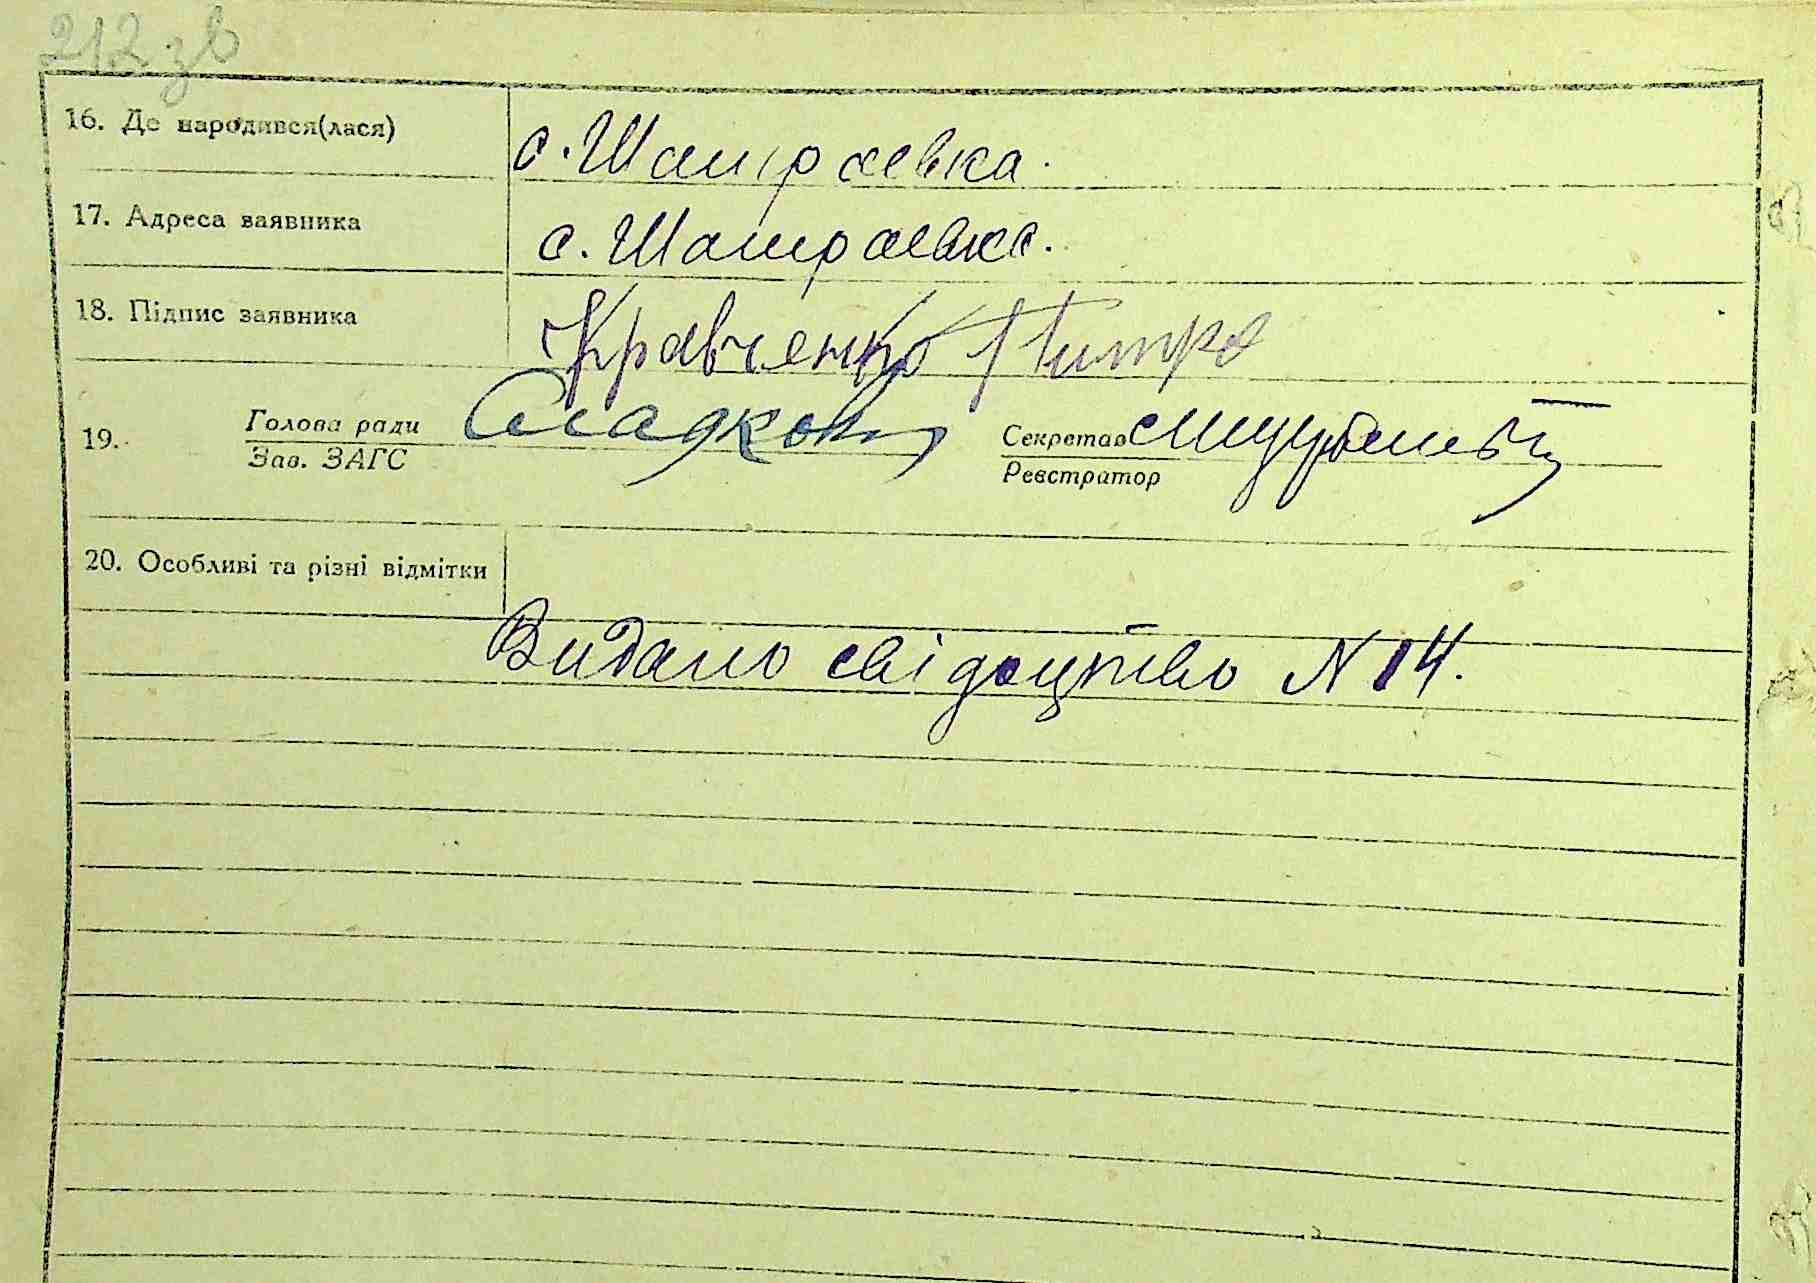 212 зв
16. Де народився(лася) с. Шамраевка.
17. Адреса заявника с. Шамраевка.
18. Підпис заявника Кравченко
19. Голова ради Секретар
Зав. ЗАГС Реєстратор
20. Особливі та різні відмітки
Видано свідоцтво N 14.